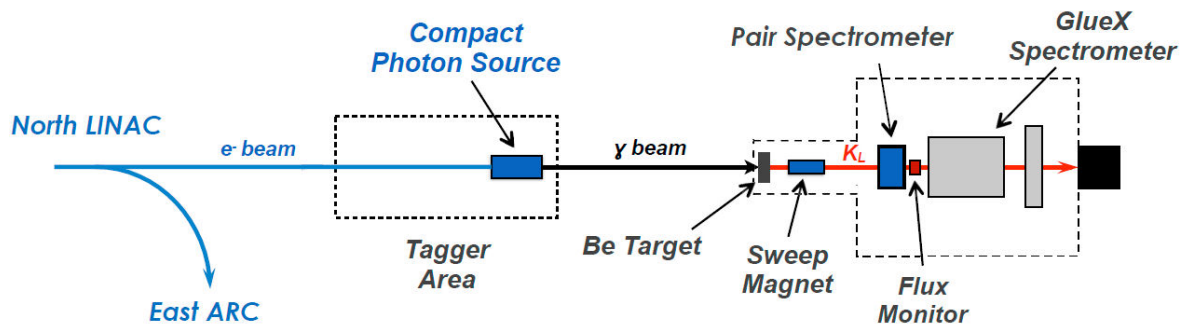 Compact
Photon Source
Pair Spectrometer
GlueX
Spectrometer
North LINAC
e- beam
ɣ beam
KL
Tagger
Area
Be Target
Sweep
Magnet
Flux
Monitor
East ARC